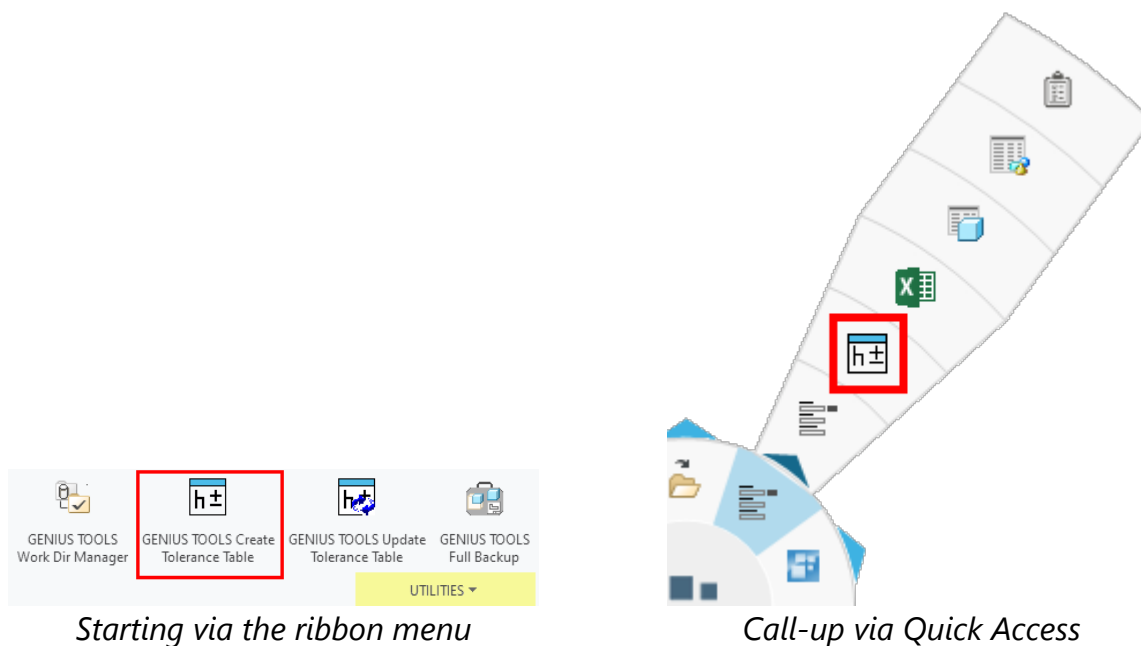 GENIUS TOOLS
Work Dir Manager
GENIUS TOOLS Create
Tolerance Table
GENIUS TOOLS Update
Tolerance Table
GENIUS TOOLS
Full Backup
UTILITIES
Starting via the ribbon menu
h ±
h ±
X
Call-up via Quick Access